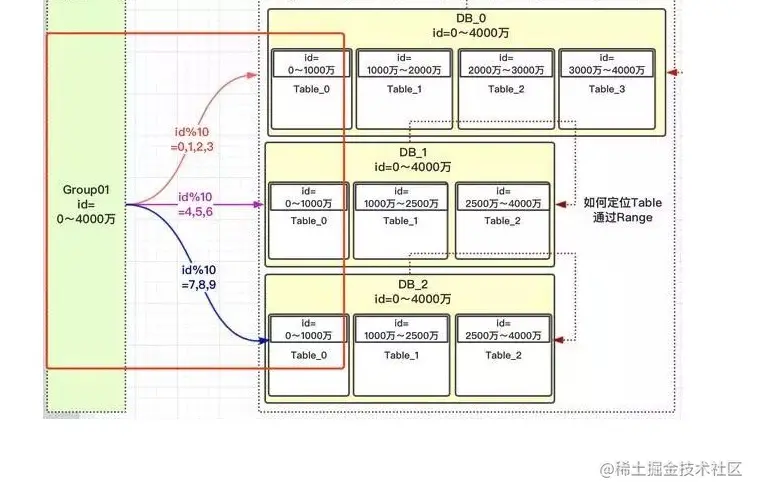 DB_0
id=0～4000万
id=
0～1000万
Table_0
id=
1000万～2000万
Table_1
id=
2000万～3000万
Table_2
id=
3000万～4000万
Table_3
id%10
=0,1,2,3
Group01
id=
0～4000万
id%10
=4,5,6
id%10
=7,8,9
DB_1
id=0～4000万
id=
0～1000万
Table_0
id=
1000万～2500万
Table_1
id=
2500万～4000万
Table_2
如何定位Table
通过Range
DB_2
id=0～4000万
id=
0～1000万
Table_0
id=
1000万～2500万
Table_1
id=
2500万～4000万
Table_2
@稀土掘金技术社区